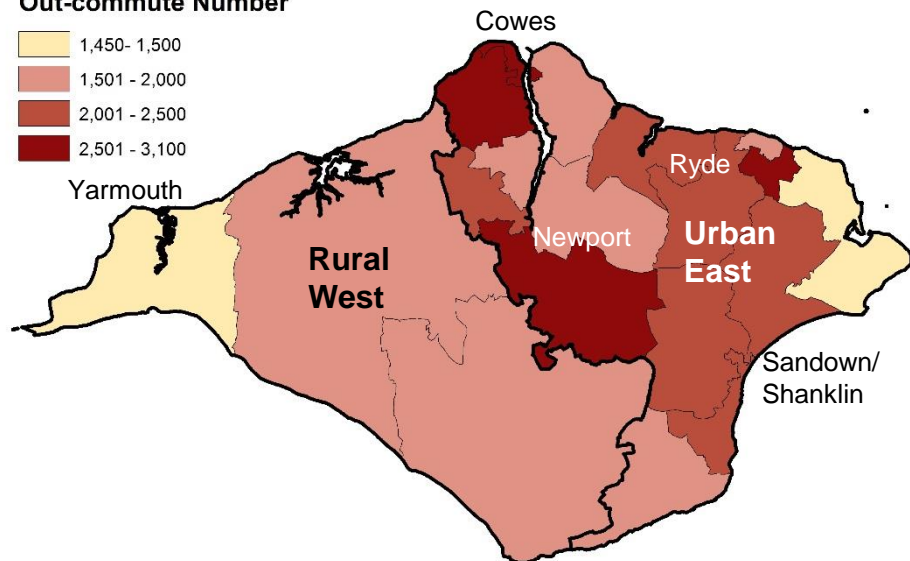 Out-commute Number
1,450- 1,500
1,501 - 2,000
2,001 - 2,500
2,501 - 3,100
Cowes
Yarmouth
Ryde
Newport
Urban
East
Rural
West
Sandown/
Shanklin